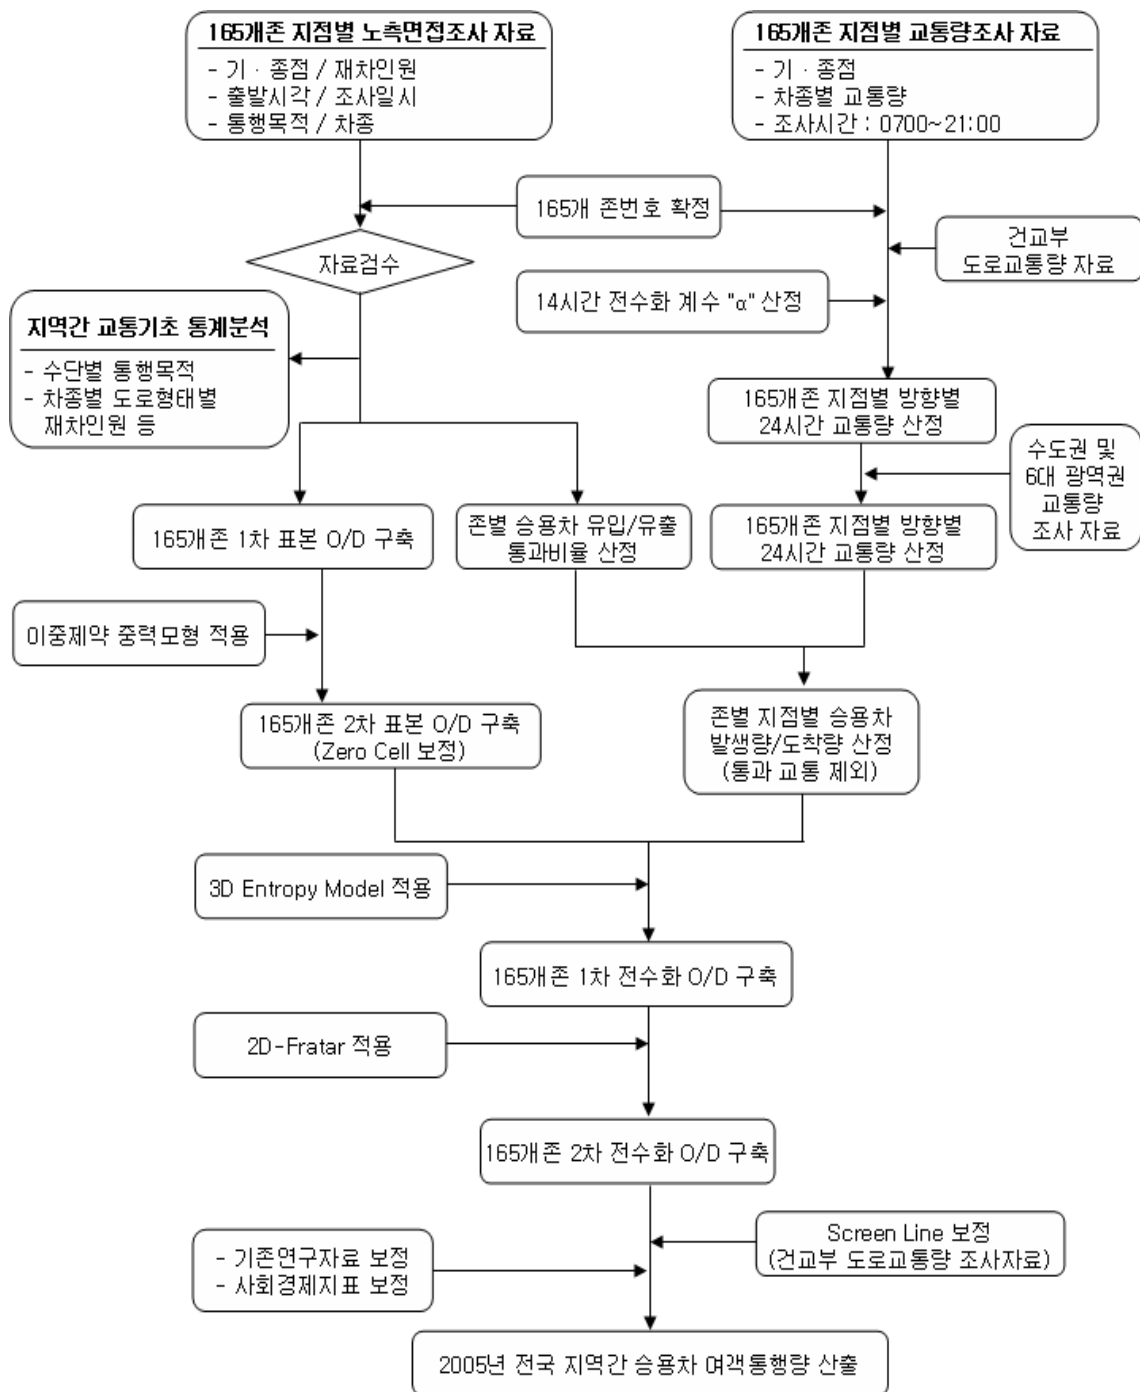 165개존 지점별 노측면접조사 자료
- 기 · 종점 / 재차인원
- 출발시각 / 조사일시
- 통행목적 / 차종
165개존 지점별 교통량조사 자료
- 기 · 종점
- 차종별 교통량
- 조사시간 : 0700~21:00
165개 존번호 확정
건교부
도로교통량 자료
자료검수
14시간 전수화 계수 "α" 산정
지역간 교통기초 통계분석
- 수단별 통행목적
- 차종별 도로형태별
재차인원 등
165개존 지점별 방향별
24시간 교통량 산정
수도권 및
6대 광역권
교통량
조사 자료
165개존 1차 표본 O/D 구축
존별 승용차 유입/유출
통과비율 산정
165개존 지점별 방향별
24시간 교통량 산정
이중제약 중력모형 적용
165개존 2차 표본 O/D 구축
(Zero Cell 보정)
존별 지점별 승용차
발생량/도착량 산정
(통과 교통 제외)
3D Entropy Model 적용
165개존 1차 전수화 O/D 구축
2D-Fratar 적용
165개존 2차 전수화 O/D 구축
Screen Line 보정
(건교부 도로교통량 조사자료)
- 기존연구자료 보정
- 사회경제지표 보정
2005년 전국 지역간 승용차 여객통행량 산출